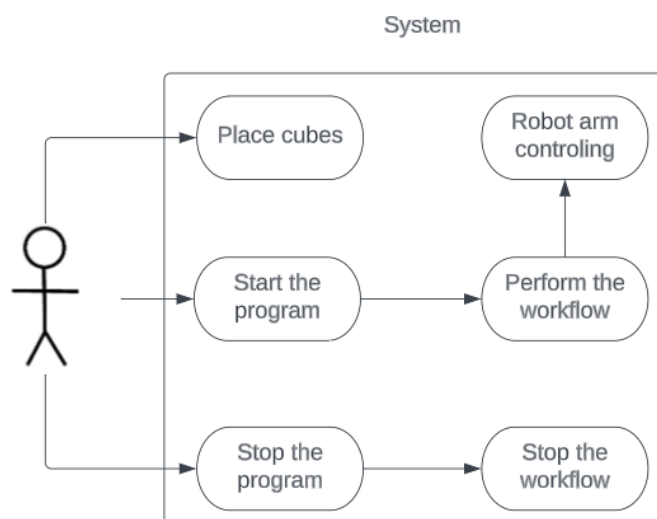 System
Place cubes
Robot arm
controling
Start the
program
Perform the
workflow
Stop the
program
Stop the
workflow